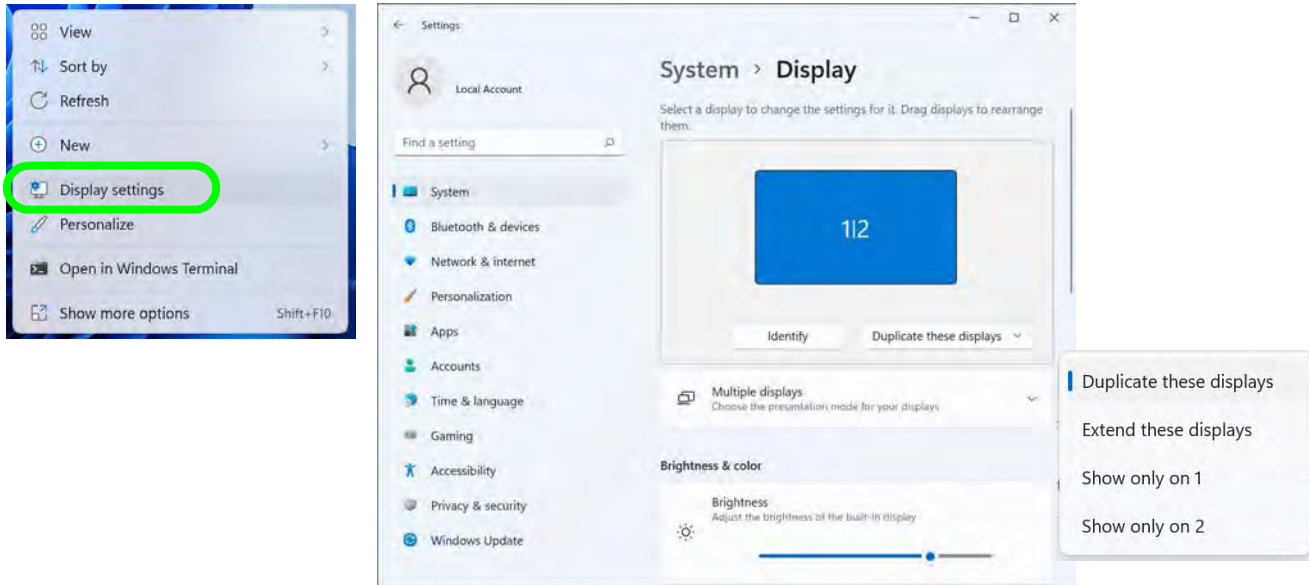 View
Sort by
Refresh
New
Display settings
Personalize
Open in Windows Terminal
Show more options Shift+F10
Settings
Local Account
Find a setting
System
Bluetooth & devices
Network & internet
Personalization
Apps
Accounts
Time & language
Gaming
Accessibility
Privacy & security
Windows Update
System > Display
Select a display to change the settings for it. Drag displays to rearrange
them.
1|2
Identify
Duplicate these displays
Multiple displays
Choose the presentation mode for your displays
Brightness & color
Brightness
Adjust the brightness of the built-in display
Duplicate these displays
Extend these displays
Show only on 1
Show only on 2